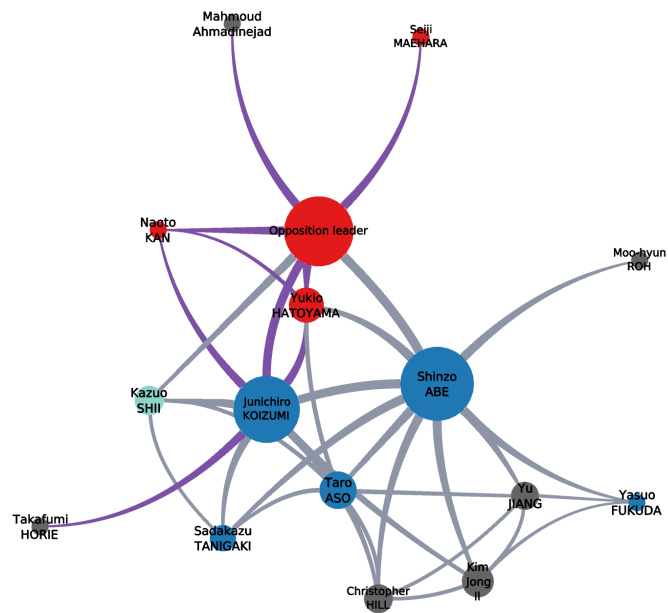 Mahmoud
Ahmadinejad
Seiji
MAEHARA
Naoto
KAN
Opposition leader
Moo-hyun
ROH
Yukio
HATOYAMA
Shinzo
ABE
Kazuo
SHII
Junichiro
KOIZUMI
Taro
ASO
Yu
JIANG
Yasuo
FUKUDA
Takafumi
HORIE
Sadakazu
TANIGAKI
Kim
Jong
Il
Christopher
HILL